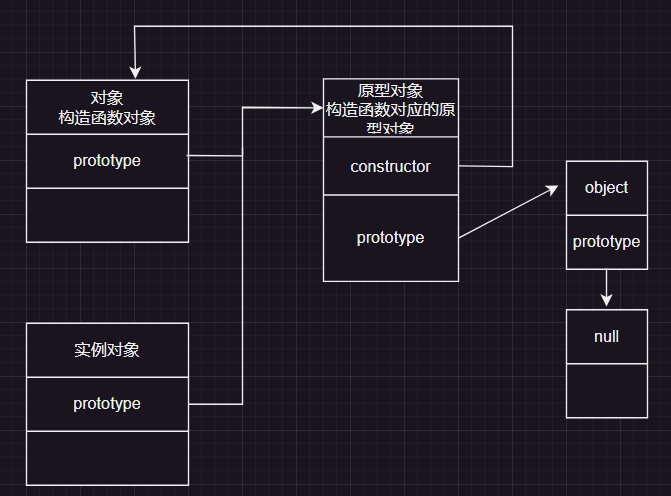 对象
构造函数对象
prototype
原型对象
构造函数对应的原
型对象
constructor
prototype
object
prototype
null
实例对象
prototype